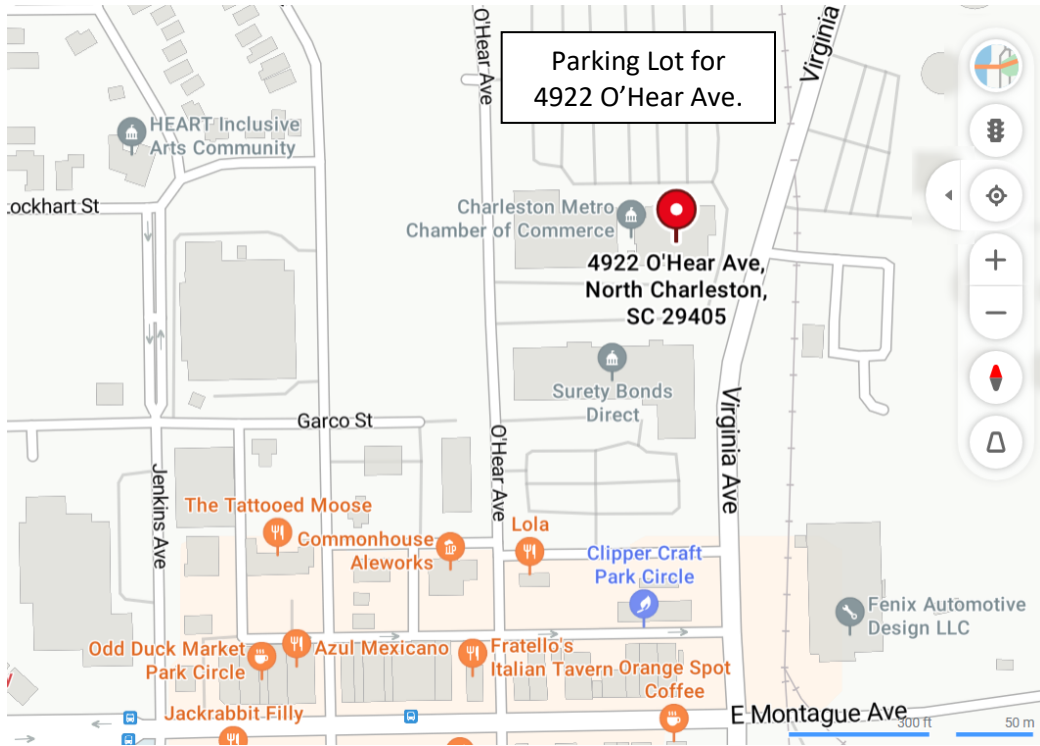 O'Hear Ave
Parking Lot for
4922 O'Hear Ave.
Virginia
HEART Inclusive
Arts Community
Lockhart St
Charleston Metro
Chamber of Commerce
4922 O'Hear Ave,
North Charleston,
SC 29405
Surety Bonds
Direct
Garco St
O'Hear Ave
Virginia Ave
Jenkins Ave
The Tattooed Moose
Commonhouse
Aleworks
Lola
Clipper Craft
Park Circle
Fenix Automotive
Design LLC
Odd Duck Market
Park Circle
Azul Mexicano
Fratello's
Italian Tavern
Orange Spot
Coffee
Jackrabbit Filly
E Montague Ave
300 ft
50 m